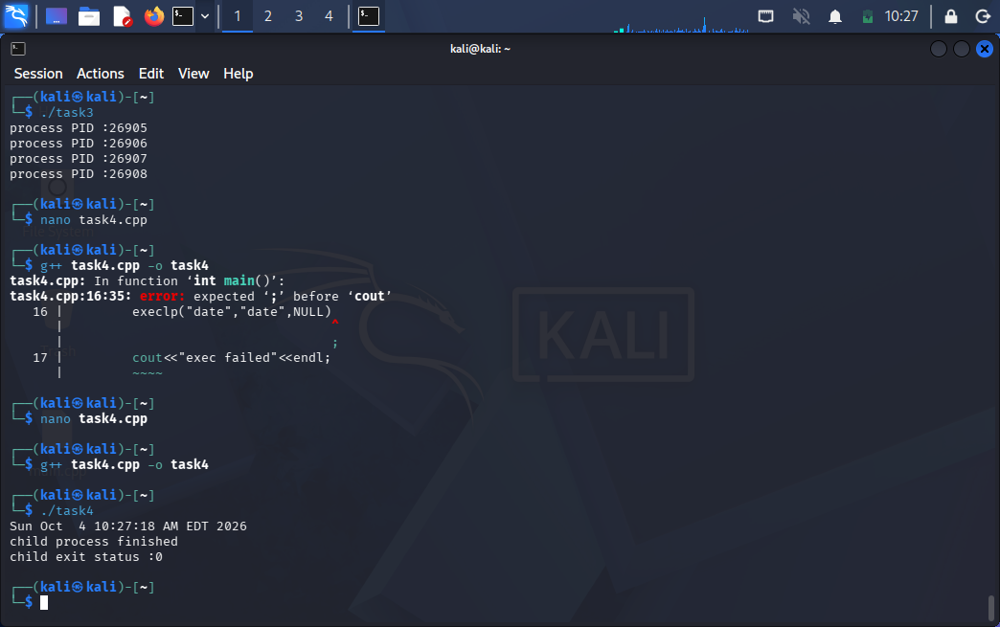 1 2 3 4 10:27
kali@kali: ~
Session Actions Edit View Help
┌──(kali㉿kali)-[~]
└─$ ./task3
process PID :26905
process PID :26906
process PID :26907
process PID :26908
┌──(kali㉿kali)-[~]
└─$ nano task4.cpp
┌──(kali㉿kali)-[~]
└─$ g++ task4.cpp -o task4
task4.cpp: In function ‘int main()’:
task4.cpp:16:35: error: expected ‘;’ before ‘cout’
   16 |         execlp("date","date",NULL)
      |                                   ^
      |                                   ;
   17 |         cout<<"exec failed"<<endl;
      |         ~~~~
┌──(kali㉿kali)-[~]
└─$ nano task4.cpp
┌──(kali㉿kali)-[~]
└─$ g++ task4.cpp -o task4
┌──(kali㉿kali)-[~]
└─$ ./task4
Sun Oct  4 10:27:18 AM EDT 2026
child process finished
child exit status :0
┌──(kali㉿kali)-[~]
└─$
KALI